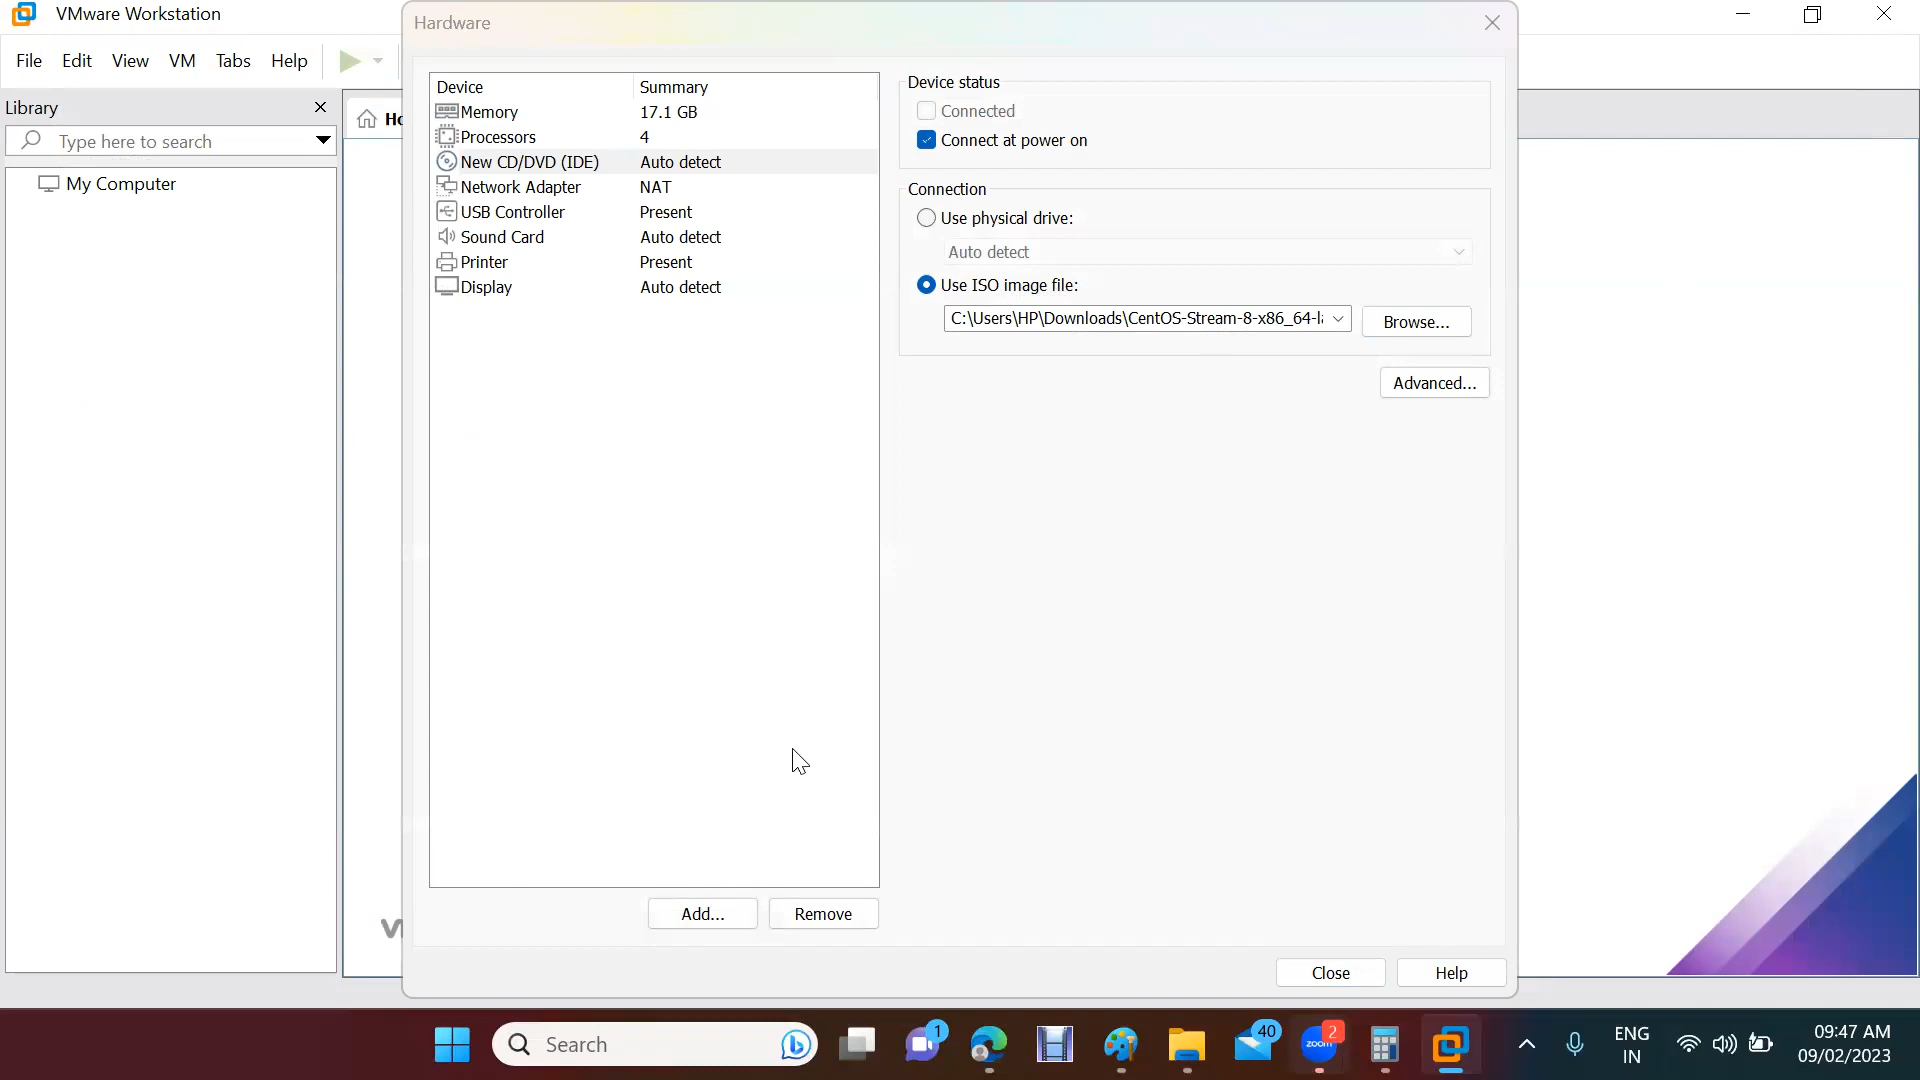 VMware Workstation
File Edit View VM Tabs Help
Library
Type here to search
My Computer
Hardware
Device Summary
Memory 17.1 GB
Processors 4
New CD/DVD (IDE) Auto detect
Network Adapter NAT
USB Controller Present
Sound Card Auto detect
Printer Present
Display Auto detect
Add... Remove
Device status
Connected
Connect at power on
Connection
Use physical drive:
Auto detect
Use ISO image file:
C:\Users\HP\Downloads\CentOS-Stream-8-x86_64-l
Browse...
Advanced...
Close Help
Search
1
40
2
zoom
ENG
IN
09:47 AM
09/02/2023